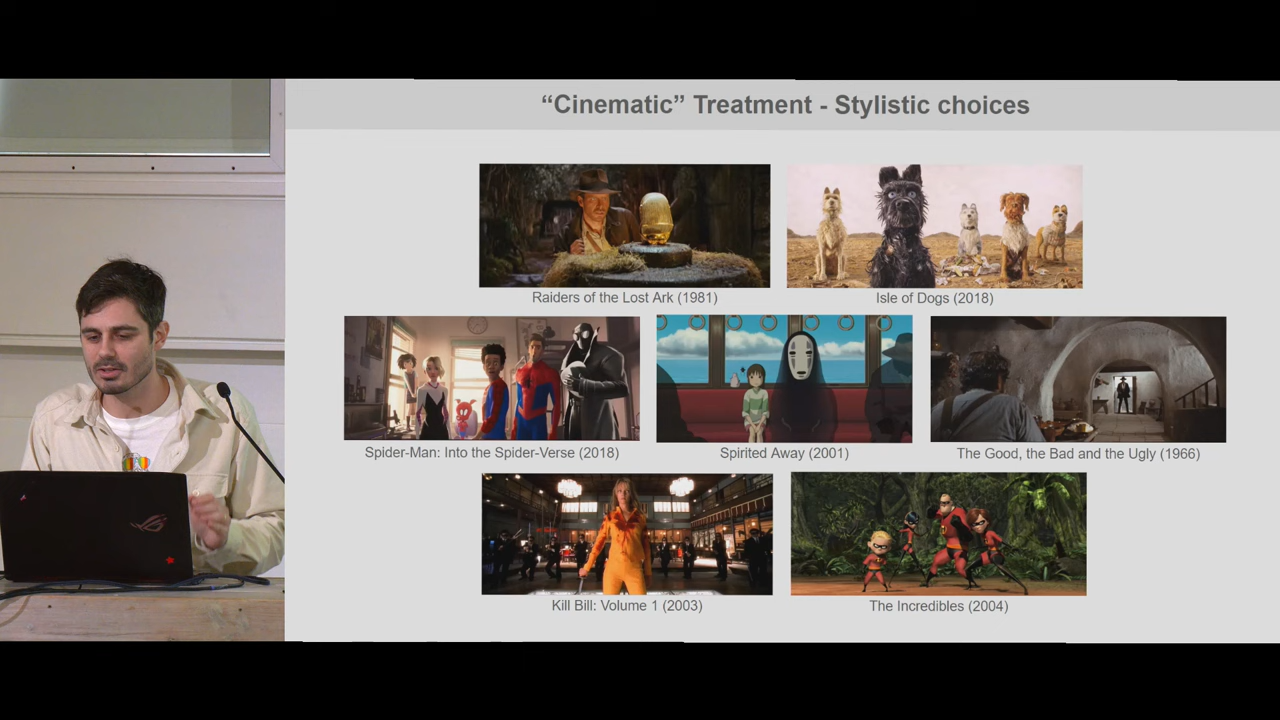 “Cinematic” Treatment - Stylistic choices
Raiders of the Lost Ark (1981)
Isle of Dogs (2018)
Spider-Man: Into the Spider-Verse (2018)
Spirited Away (2001)
The Good, the Bad and the Ugly (1966)
Kill Bill: Volume 1 (2003)
The Incredibles (2004)